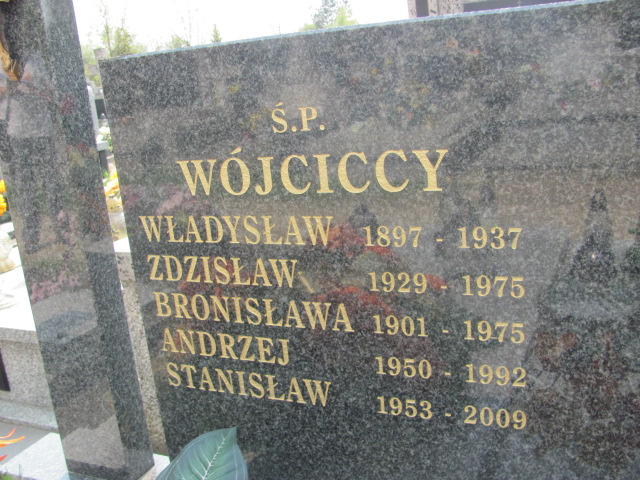 Ś.P.
WÓJCICCY
WŁADYSŁAW 1897 - 1937
ZDZISŁAW 1929 - 1975
BRONISŁAWA 1901 - 1975
ANDRZEJ 1950 - 1992
STANISŁAW 1953 - 2009